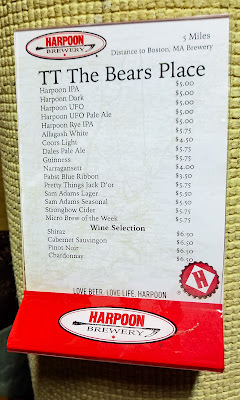 HARPOON
BREWERY
5 Miles
Distance to Boston, MA Brewery
TT The Bears Place
Harpoon IPA $5.00
Harpoon Dark $5.00
Harpoon UFO $5.00
Harpoon UFO Pale Ale $5.00
Harpoon Rye IPA $5.00
Allagash White $5.75
Coors Light $4.50
Dales Pale Ale $5.75
Guinness $5.75
Narragansett $4.00
Pabst Blue Ribbon $3.50
Pretty Things Jack D'or $5.75
Sam Adams Lager $5.50
Sam Adams Seasonal $5.50
Strongbow Cider $5.75
Micro Brew of the Week $5.75
Wine Selection
Shiraz $6.50
Cabernet Sauvingon $6.50
Pinot Noir $6.50
Chardonnay $6.50
H
LOVE BEER. LOVE LIFE. HARPOON
HARPOON
BREWERY